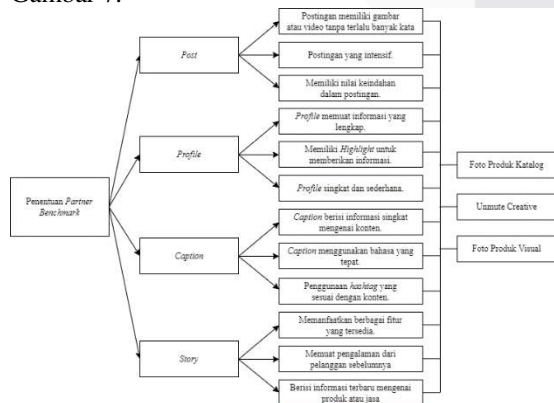 Gambar 7.
Postingan memiliki gambar
atau video tanpa terlalu banyak kata
Post
Postingan yang intensif.
Memiliki nilai keindahan
dalam postingan.
Profile memuat informasi yang
lengkap.
Profile
Memiliki Highlight untuk
memberikan informasi.
Profile singkat dan sederhana.
Penentuan Partner
Benchmark
Caption berisi informasi singkat
mengenai konten.
Caption
Caption menggunakan bahasa yang
tepat.
Penggunaan hashtag yang
sesuai dengan konten.
Memanfaatkan berbagai fitur
yang tersedia.
Story
Memuat pengalaman dari
pelanggan sebelumnya
Berisi informasi terbaru mengenai
produk atau jasa
Foto Produk Katalog
Unmute Creative
Foto Produk Visual